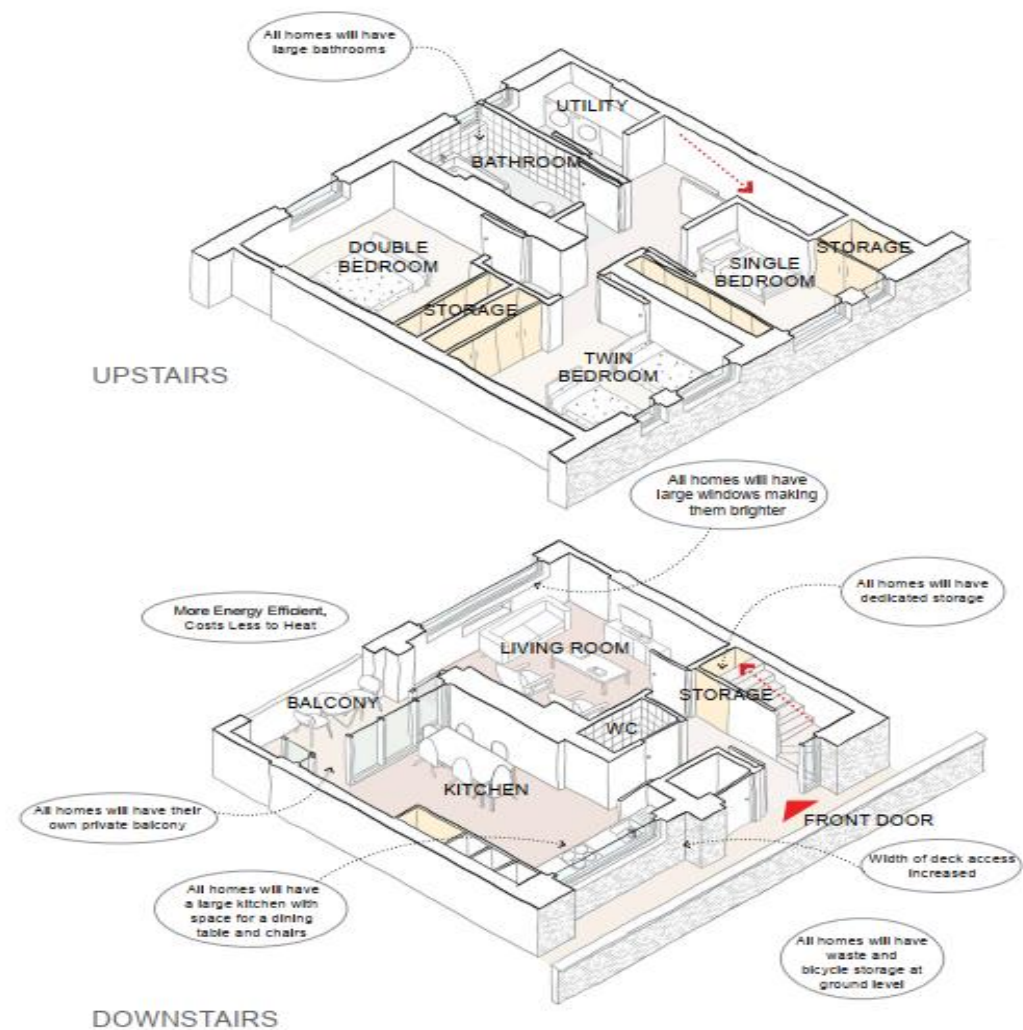 All homes will have
large bathrooms
UTILITY
BATHROOM
DOUBLE
BEDROOM
STORAGE
SINGLE
BEDROOM
STORAGE
TWIN
BEDROOM
UPSTAIRS
All homes will have
large windows making
them brighter
More Energy Efficient,
Costs Less to Heat
All homes will have
dedicated storage
LIVING ROOM
BALCONY
STORAGE
WC
KITCHEN
FRONT DOOR
All homes will have their
own private balcony
Width of deck access
increased
All homes will have
a large kitchen with
space for a dining
table and chairs
All homes will have
waste and
bicycle storage at
ground level
DOWNSTAIRS